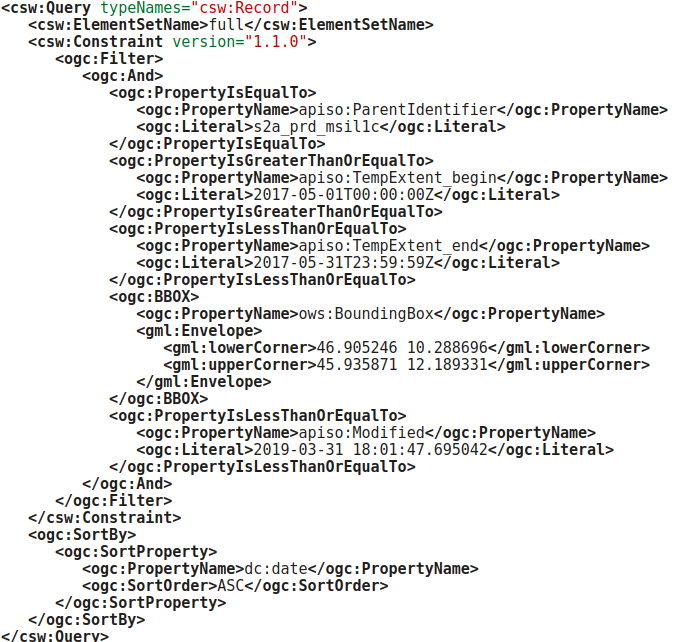 <csw:Query typeNames="csw:Record">
   <csw:ElementSetName>full</csw:ElementSetName>
   <csw:Constraint version="1.1.0">
      <ogc:Filter>
         <ogc:And>
            <ogc:PropertyIsEqualTo>
               <ogc:PropertyName>apiso:ParentIdentifier</ogc:PropertyName>
               <ogc:Literal>s2a_prd_msil1c</ogc:Literal>
            </ogc:PropertyIsEqualTo>
            <ogc:PropertyIsGreaterThanOrEqualTo>
               <ogc:PropertyName>apiso:TempExtent_begin</ogc:PropertyName>
               <ogc:Literal>2017-05-01T00:00:00Z</ogc:Literal>
            </ogc:PropertyIsGreaterThanOrEqualTo>
            <ogc:PropertyIsLessThanOrEqualTo>
               <ogc:PropertyName>apiso:TempExtent_end</ogc:PropertyName>
               <ogc:Literal>2017-05-31T23:59:59Z</ogc:Literal>
            </ogc:PropertyIsLessThanOrEqualTo>
            <ogc:BBOX>
               <ogc:PropertyName>ows:BoundingBox</ogc:PropertyName>
               <gml:Envelope>
                  <gml:lowerCorner>46.905246 10.288696</gml:lowerCorner>
                  <gml:upperCorner>45.935871 12.189331</gml:upperCorner>
               </gml:Envelope>
            </ogc:BBOX>
            <ogc:PropertyIsLessThanOrEqualTo>
               <ogc:PropertyName>apiso:Modified</ogc:PropertyName>
               <ogc:Literal>2019-03-31 18:01:47.695042</ogc:Literal>
            </ogc:PropertyIsLessThanOrEqualTo>
         </ogc:And>
      </ogc:Filter>
   </csw:Constraint>
   <ogc:SortBy>
      <ogc:SortProperty>
         <ogc:PropertyName>dc:date</ogc:PropertyName>
         <ogc:SortOrder>ASC</ogc:SortOrder>
      </ogc:SortProperty>
   </ogc:SortBy>
</csw:Query>